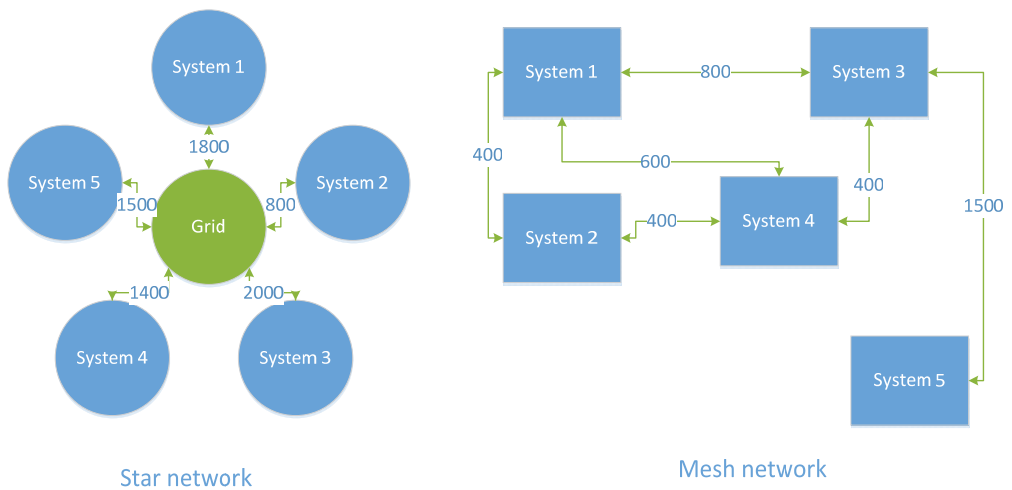 System 1
1800
System 5
System 2
1500
800
Grid
1400
2000
System 4
System 3
Star network
System 1
800
System 3
400
600
400
1500
System 2
400
System 4
System 5
Mesh network